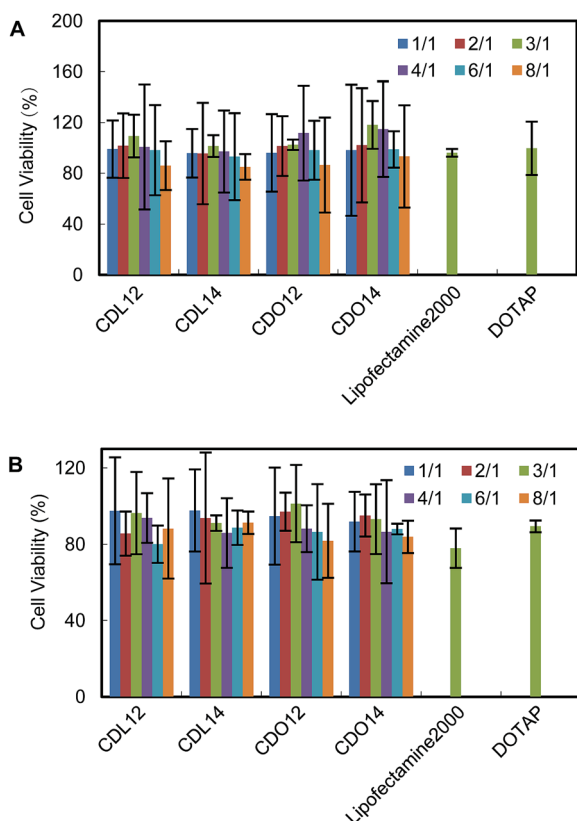 A
200
160
120
80
40
0
Cell Viability (%)
1/1 2/1 3/1
4/1 6/1 8/1
CDL12 CDL14 CDO12 CDO14 Lipofectamine2000 DOTAP
B
120
80
40
0
Cell Viability (%)
1/1 2/1 3/1
4/1 6/1 8/1
CDL12 CDL14 CDO12 CDO14 Lipofectamine2000 DOTAP